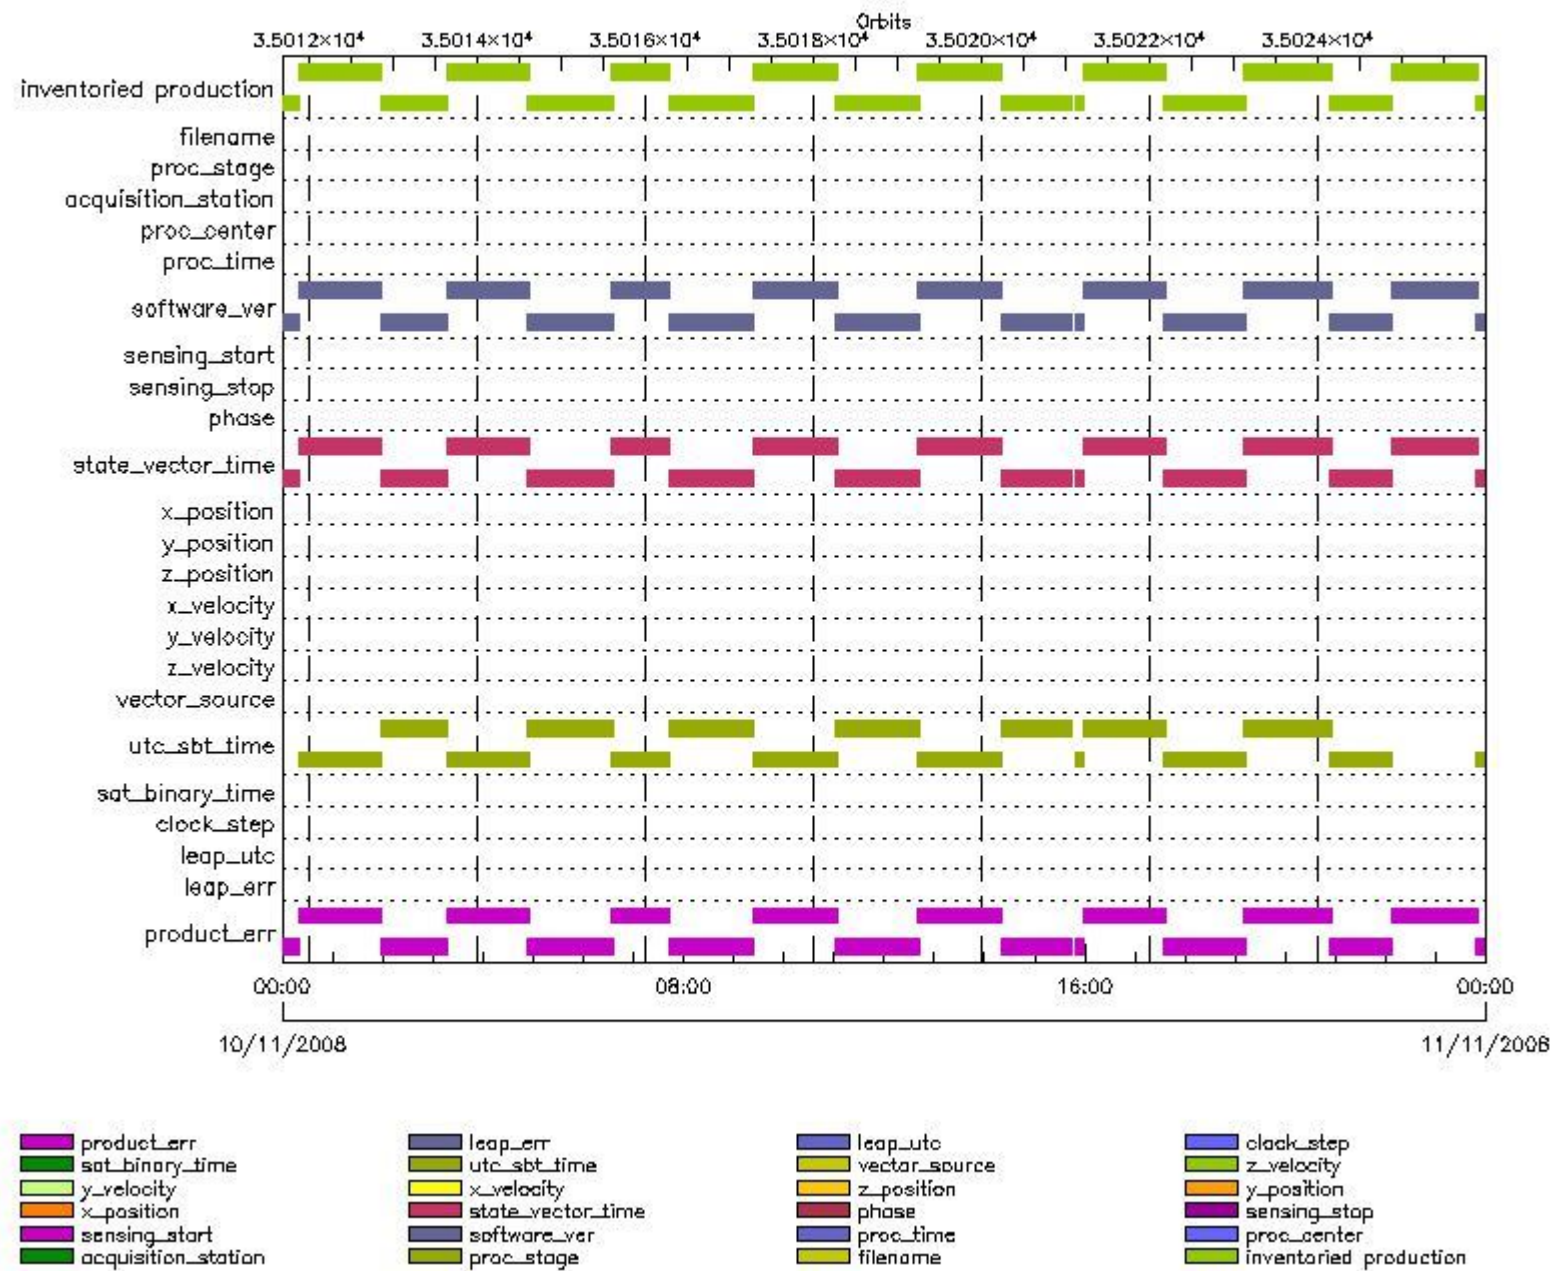 Orbits
3.5012×10⁴ 3.5014×10⁴ 3.5016×10⁴ 3.5018×10⁴ 3.5020×10⁴ 3.5022×10⁴ 3.5024×10⁴
inventoried production
filename
proc_stage
acquisition_station
proc_center
proc_time
software_ver
sensing_start
sensing_stop
phase
state_vector_time
x_position
y_position
z_position
x_velocity
y_velocity
z_velocity
vector_source
utc_sbt_time
sat_binary_time
clock_step
leap_utc
leap_err
product_err
00:00 08:00 16:00 00:00
10/11/2008 11/11/2008
product_err leap_err leap_utc clock_step
sat_binary_time utc_sbt_time vector_source z_velocity
y_velocity x_velocity z_position y_position
x_position state_vector_time phase sensing_stop
sensing_start software_ver proc_time proc_center
acquisition_station proc_stage filename inventoried production